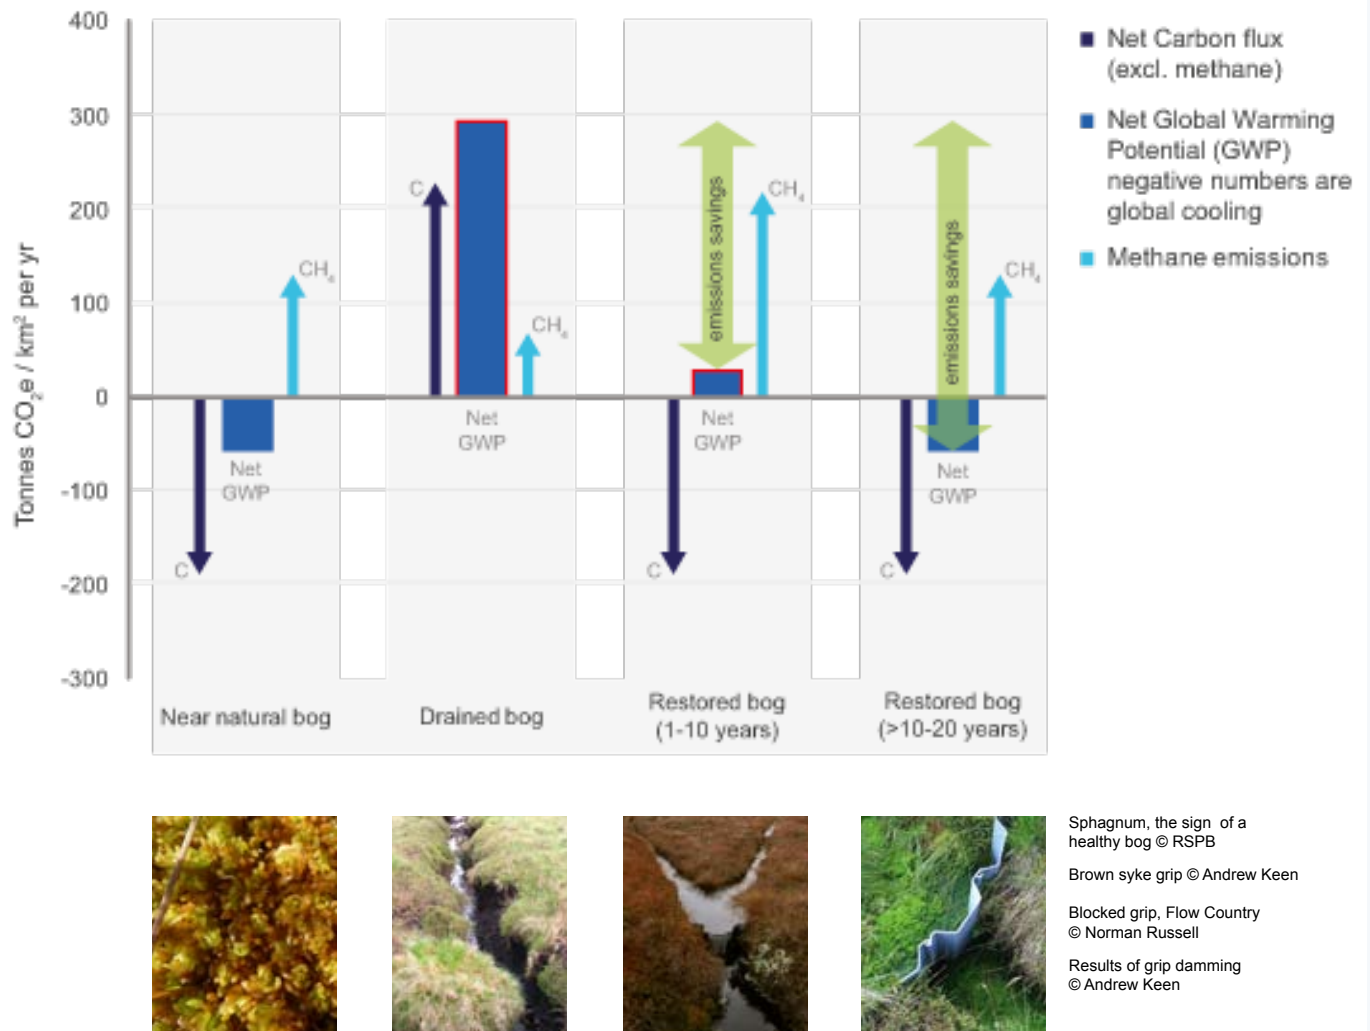 400
300
200
100
0
-100
-200
-300
Tonnes CO₂e / km² per yr
C
Net
GWP
CH₄
C
Net
GWP
CH₄
emissions savings
C
Net
GWP
CH₄
emissions savings
C
Net
GWP
CH₄
Near natural bog
Drained bog
Restored bog
(1-10 years)
Restored bog
(>10-20 years)
Net Carbon flux
(excl. methane)
Net Global Warming
Potential (GWP)
negative numbers are
global cooling
Methane emissions
Sphagnum, the sign of a
healthy bog © RSPB
Brown syke grip © Andrew Keen
Blocked grip, Flow Country
© Norman Russell
Results of grip damming
© Andrew Keen